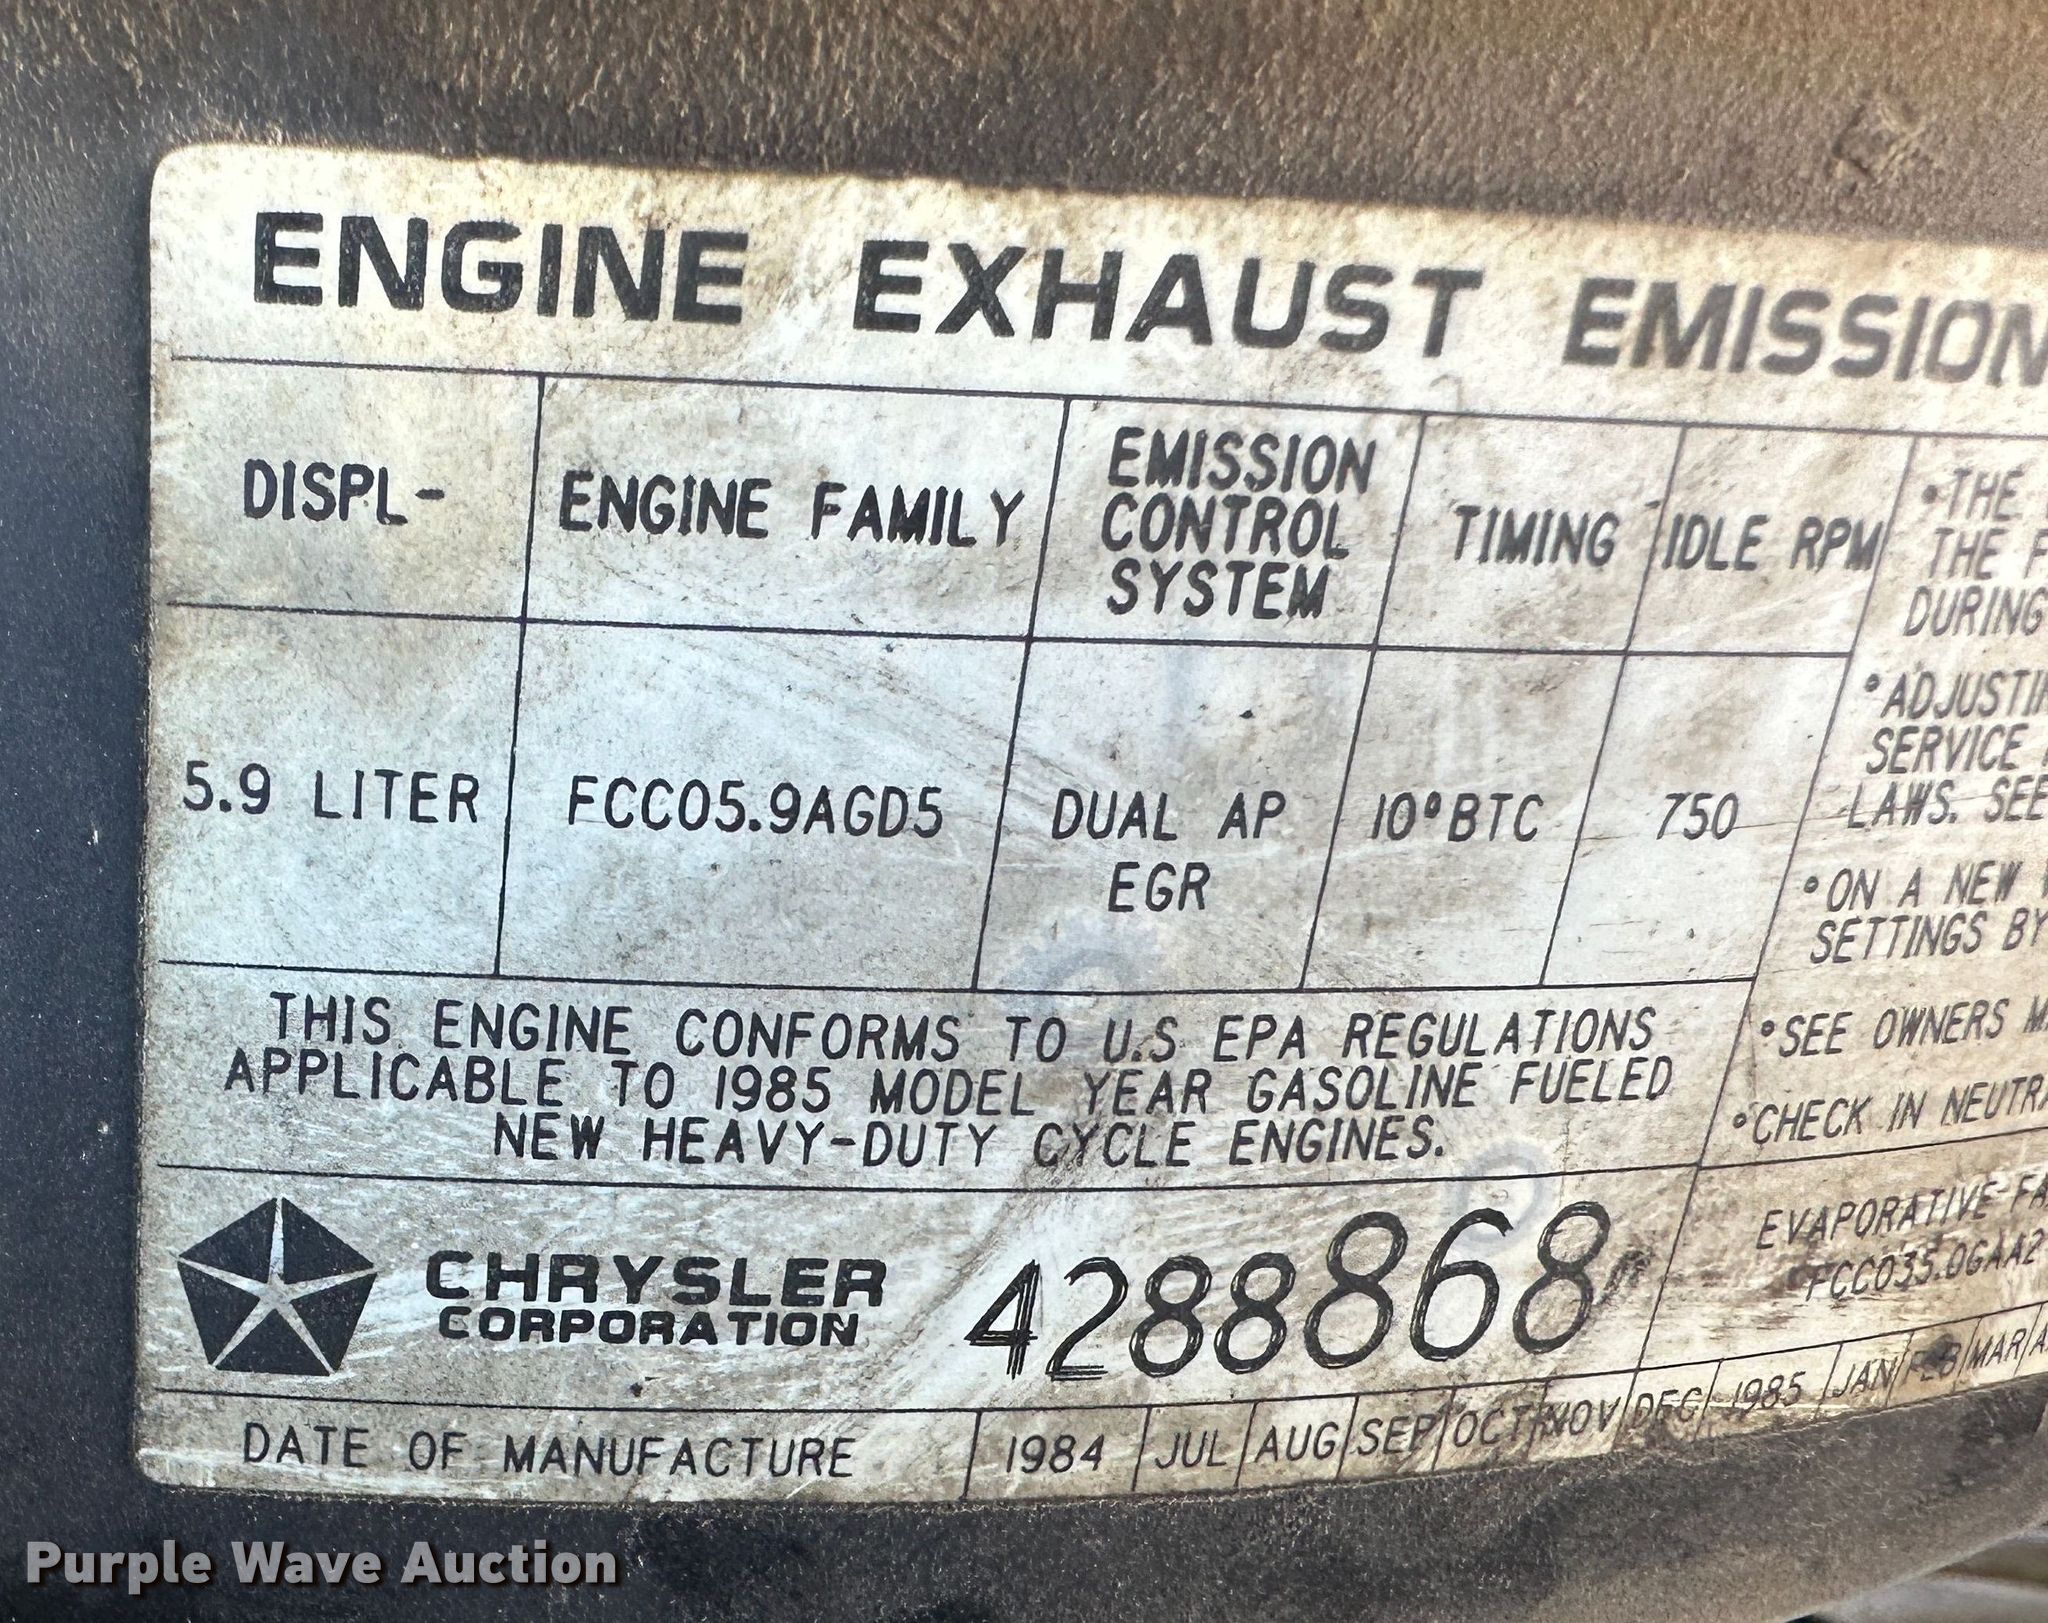 ENGINE EXHAUST EMISSION
DISPL-
ENGINE FAMILY
EMISSION
CONTROL
SYSTEM
TIMING
IDLE RPM
5.9 LITER
FCC05.9AGD5
DUAL AP
EGR
10°BTC
750
•THE
THE
DURING
•
SERVICE
LAWS. SEE
•ON A NEW
SETTINGS BY
•SEE OWNERS
•CHECK IN
THIS ENGINE CONFORMS TO U.S EPA REGULATIONS
APPLICABLE TO 1985 MODEL YEAR GASOLINE FUELED
NEW HEAVY-DUTY CYCLE ENGINES.
CHRYSLER
CORPORATION
4288868
EVAPORATIVE
FCC035.0GAA2
DATE OF MANUFACTURE
1984 JUL AUG SEP OCT NOV DEC 1985 JAN FEB MAR
Purple Wave Auction